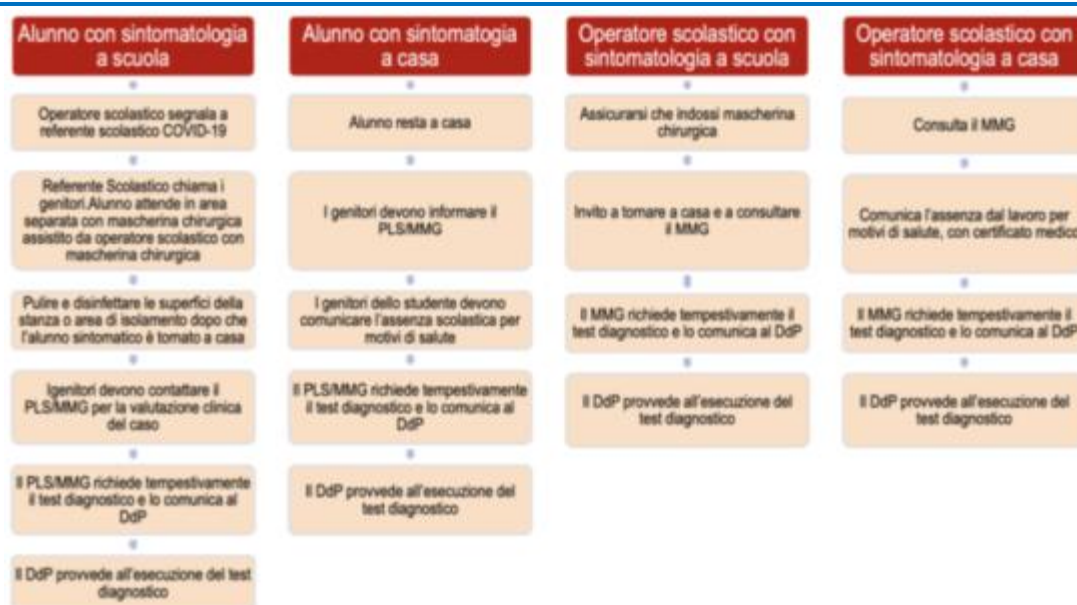 Alunno con sintomatologia
a scuola
Operatore scolastico segnala a
referente scolastico COVID-19
Referente Scolastico chiama i
genitori.Alunno attende in area
separata con mascherina chirurgica
assistito da operatore scolastico con
mascherina chirurgica
Pulire e disinfettare le superfici della
stanza o area di isolamento dopo che
l'alunno sintomatico è tornato a casa
Igenitori devono contattare il
PLS/MMG per la valutazione clinica
del caso
Il PLS/MMG richiede tempestivamente
il test diagnostico e lo comunica al
DdP
Il DdP provvede all'esecuzione del test
diagnostico
Alunno con sintomatogia
a casa
Alunno resta a casa
I genitori devono informare il
PLS/MMG
I genitori dello studente devono
comunicare l'assenza scolastica per
motivi di salute
Il PLS/MMG richiede tempestivamente
il test diagnostico e lo comunica al
DdP
Il DdP provvede all'esecuzione del
test diagnostico
Operatore scolastico con
sintomatologia a scuola
Assicurarsi che indossi mascherina
chirurgica
Invito a tornare a casa e a consultare
il MMG
Il MMG richiede tempestivamente il
test diagnostico e lo comunica al DdP
Il DdP provvede all'esecuzione del
test diagnostico
Operatore scolastico con
sintomatologia a casa
Consulta il MMG
Comunica l'assenza dal lavoro per
motivi di salute, con certificato medico
Il MMG richiede tempestivamente il
test diagnostico e lo comunica al DdP
Il DdP provvede all'esecuzione del
test diagnostico